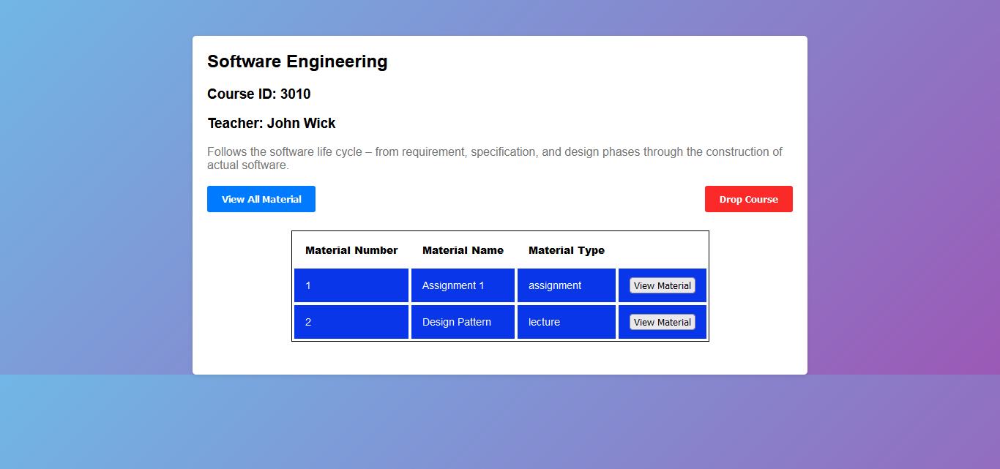 Software Engineering
Course ID: 3010
Teacher: John Wick
Follows the software life cycle – from requirement, specification, and design phases through the construction of
actual software.
View All Material Drop Course
Material Number Material Name Material Type
1 Assignment 1 assignment View Material
2 Design Pattern lecture View Material